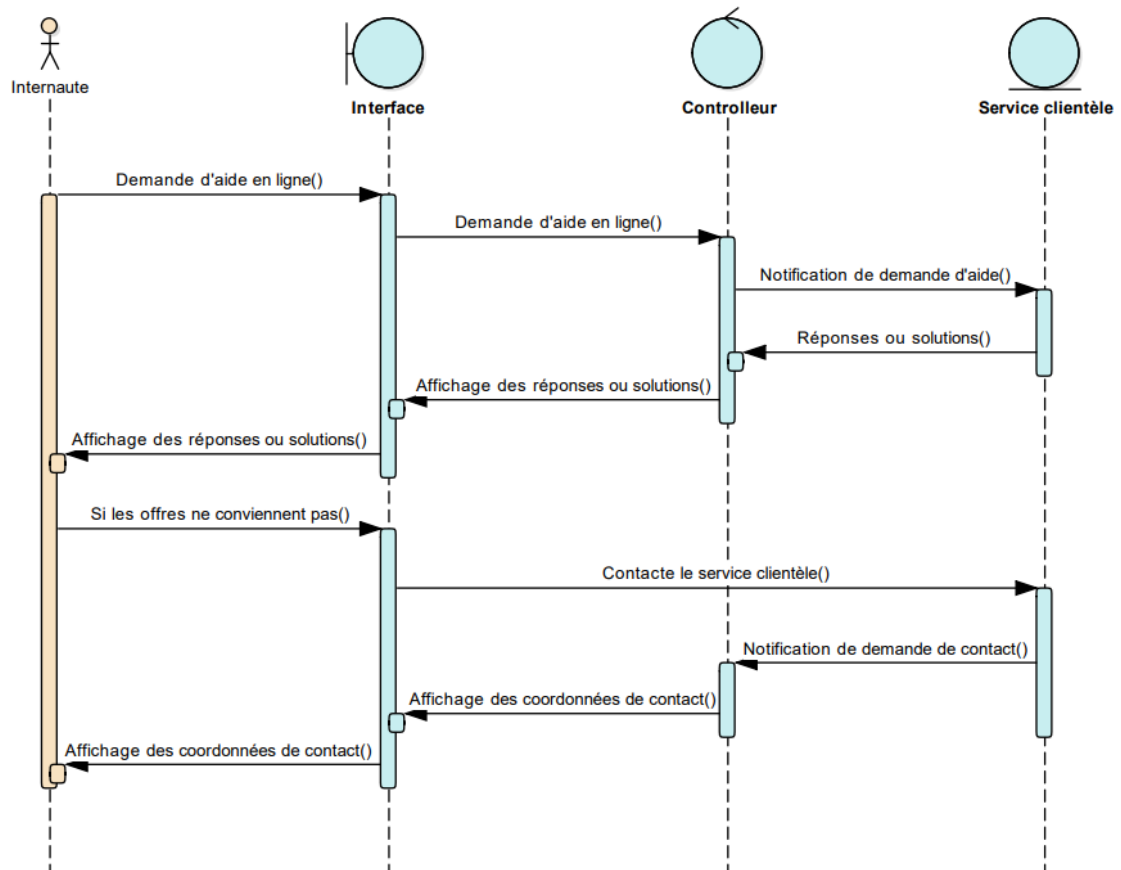 Internaute
Interface
Controlleur
Service clientèle
Demande d'aide en ligne()
Demande d'aide en ligne()
Notification de demande d'aide()
Réponses ou solutions()
Affichage des réponses ou solutions()
Affichage des réponses ou solutions()
Si les offres ne conviennent pas()
Contacte le service clientèle()
Notification de demande de contact()
Affichage des coordonnées de contact()
Affichage des coordonnées de contact()